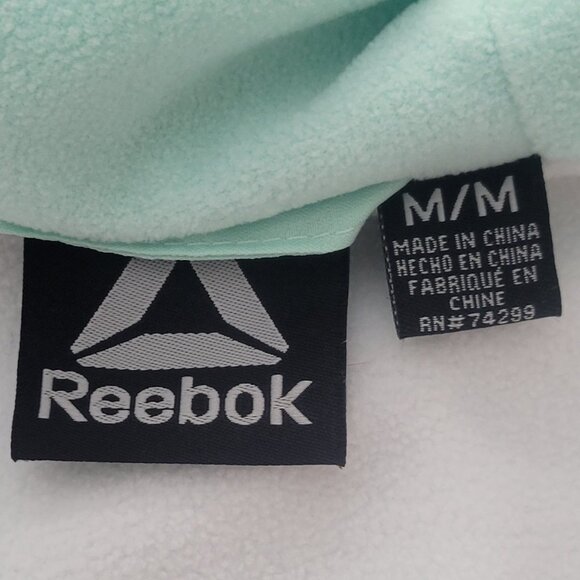 M/M
MADE IN CHINA
HECHO EN CHINA
FABRIQUÉ EN
CHINE
RN#74299
Reebok